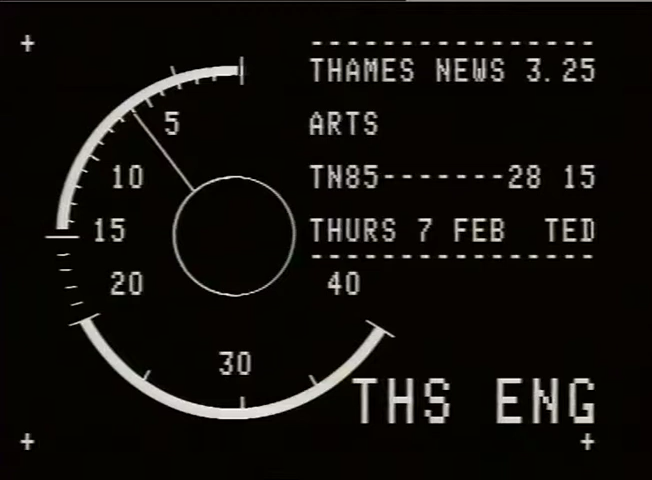 THAMES NEWS 3.25
ARTS
TN85-------28 15
THURS 7 FEB TED
5
10
15
20
30
40
THS ENG